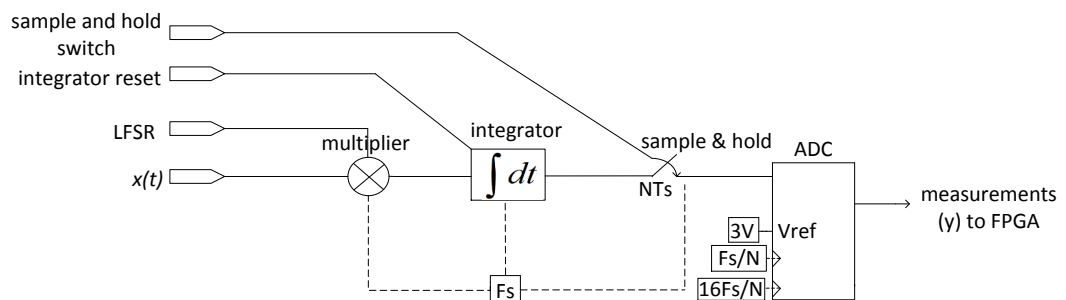 sample and hold
switch
integrator reset
LFSR
x(t)
multiplier
integrator
∫ dt
sample & hold
NTs
ADC
3V
Vref
Fs/N
16Fs/N
Fs
measurements
(y) to FPGA